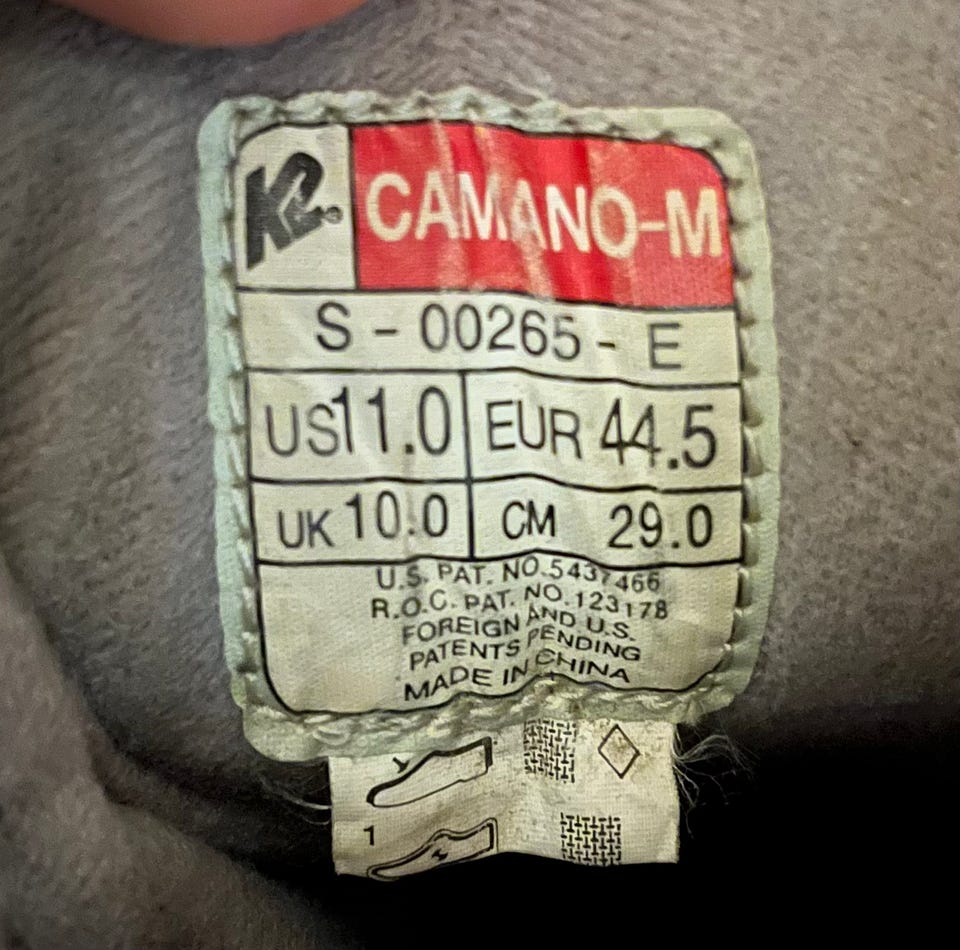 K2® CAMANO-M
S - 00265 - E
US 11.0 EUR 44.5
UK 10.0 CM 29.0
U.S. PAT. NO.5437466
R.O.C. PAT. NO.123178
FOREIGN AND U.S.
PATENTS PENDING
MADE IN CHINA
1